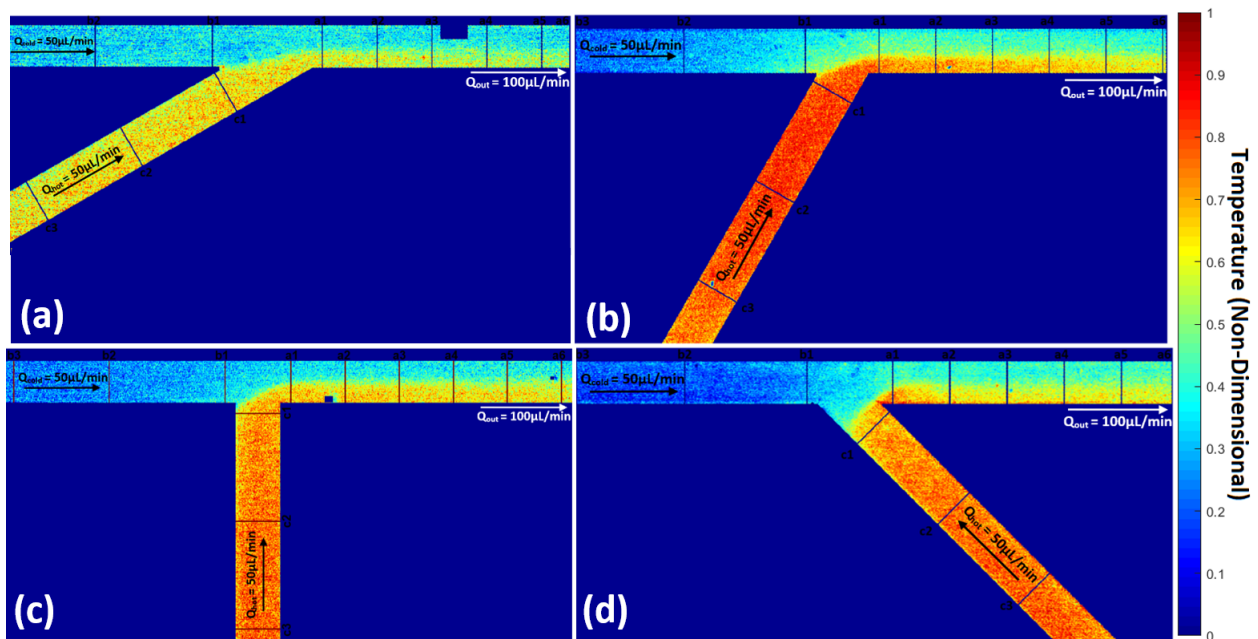 b1 a1 a2 a3 a4 a5 a6
b2
Q_cold = 50µL/min
Q_out = 100µL/min
c1
Q_hot = 50µL/min
c2
c3
(a)
b3 b2 b1 a1 a2 a3 a4 a5 a6
Q_cold = 50µL/min
Q_out = 100µL/min
c1
c2
Q_hot = 50µL/min
c3
(b)
b3 b2 b1 a1 a2 a3 a4 a5 a6
Q_cold = 50µL/min
Q_out = 100µL/min
c1
c2
Q_hot = 50µL/min
c3
(c)
b3 b2 b1 a1 a2 a3 a4 a5 a6
Q_cold = 50µL/min
Q_out = 100µL/min
c1
c2
Q_hot = 50µL/min
c3
(d)
1
0.9
0.8
0.7
0.6
0.5
0.4
0.3
0.2
0.1
0
Temperature (Non-Dimensional)